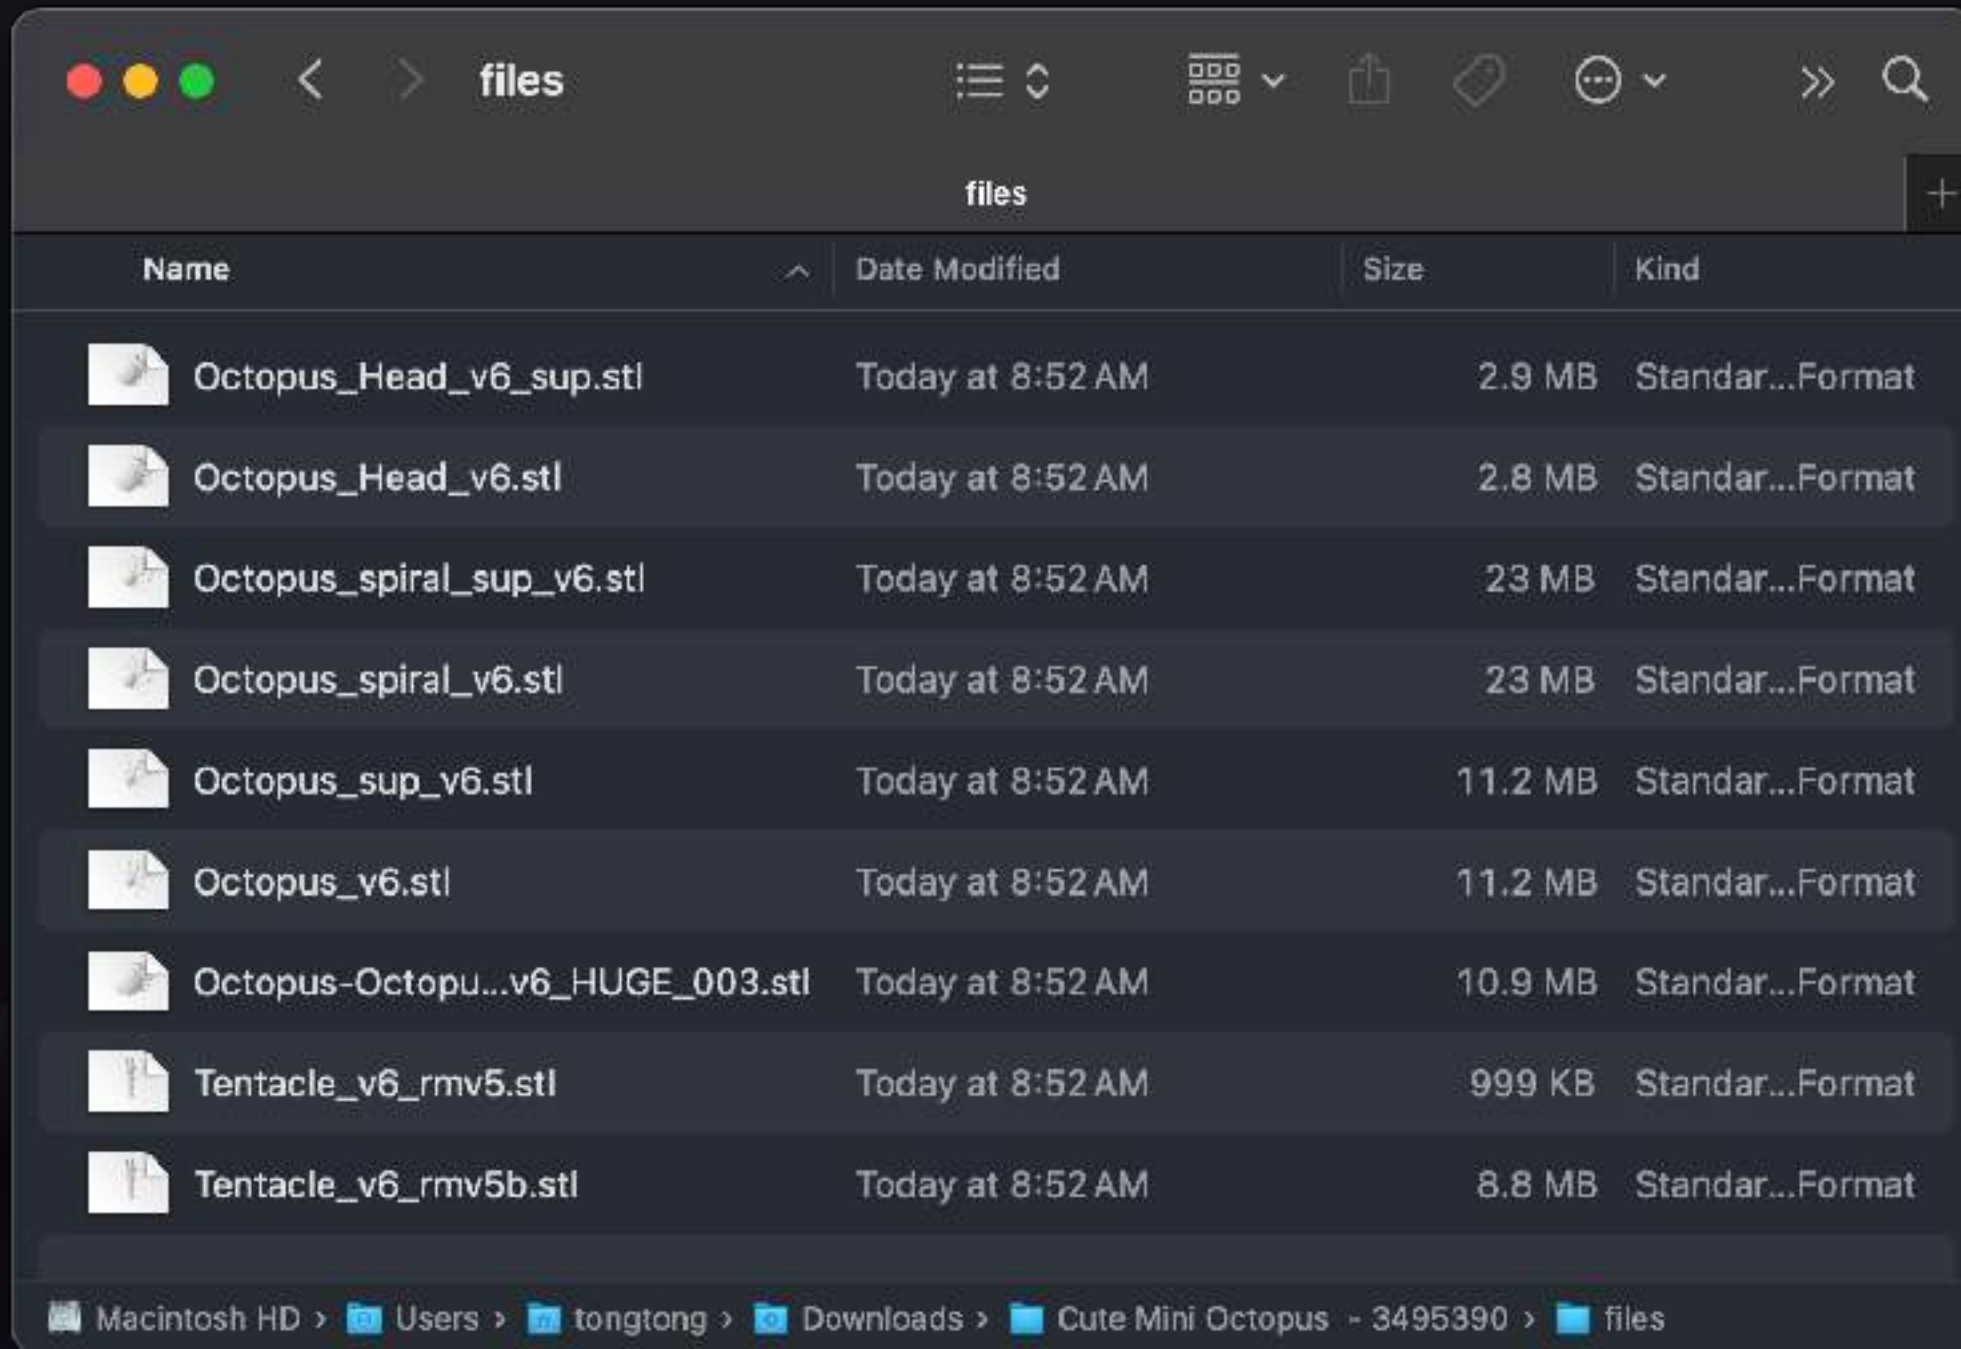 files
files
Name Date Modified Size Kind
Octopus_Head_v6_sup.stl Today at 8:52 AM 2.9 MB Standar...Format
Octopus_Head_v6.stl Today at 8:52 AM 2.8 MB Standar...Format
Octopus_spiral_sup_v6.stl Today at 8:52 AM 23 MB Standar...Format
Octopus_spiral_v6.stl Today at 8:52 AM 23 MB Standar...Format
Octopus_sup_v6.stl Today at 8:52 AM 11.2 MB Standar...Format
Octopus_v6.stl Today at 8:52 AM 11.2 MB Standar...Format
Octopus-Octopu...v6_HUGE_003.stl Today at 8:52 AM 10.9 MB Standar...Format
Tentacle_v6_rmv5.stl Today at 8:52 AM 999 KB Standar...Format
Tentacle_v6_rmv5b.stl Today at 8:52 AM 8.8 MB Standar...Format
Macintosh HD › Users › tongtong › Downloads › Cute Mini Octopus - 3495390 › files